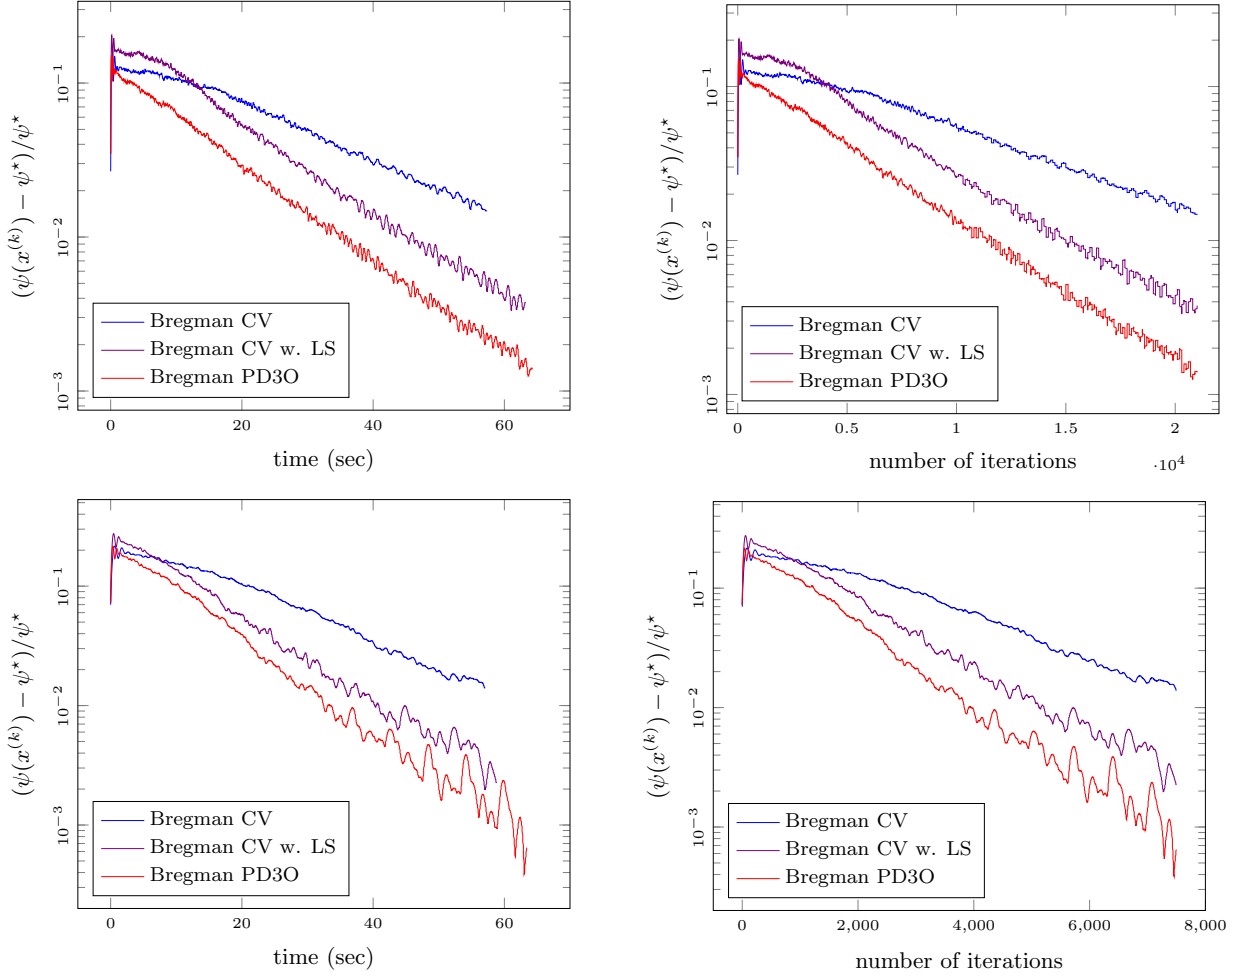 10⁻¹
10⁻²
10⁻³
(ψ(x⁽ᵏ⁾) − ψ⋆)/ψ⋆
Bregman CV
Bregman CV w. LS
Bregman PD3O
0 20 40 60
time (sec)
10⁻¹
10⁻²
10⁻³
(ψ(x⁽ᵏ⁾) − ψ⋆)/ψ⋆
Bregman CV
Bregman CV w. LS
Bregman PD3O
0 0.5 1 1.5 2
number of iterations
·10⁴
10⁻¹
10⁻²
10⁻³
(ψ(x⁽ᵏ⁾) − ψ⋆)/ψ⋆
Bregman CV
Bregman CV w. LS
Bregman PD3O
0 20 40 60
time (sec)
10⁻¹
10⁻²
10⁻³
(ψ(x⁽ᵏ⁾) − ψ⋆)/ψ⋆
Bregman CV
Bregman CV w. LS
Bregman PD3O
0 2,000 4,000 6,000 8,000
number of iterations